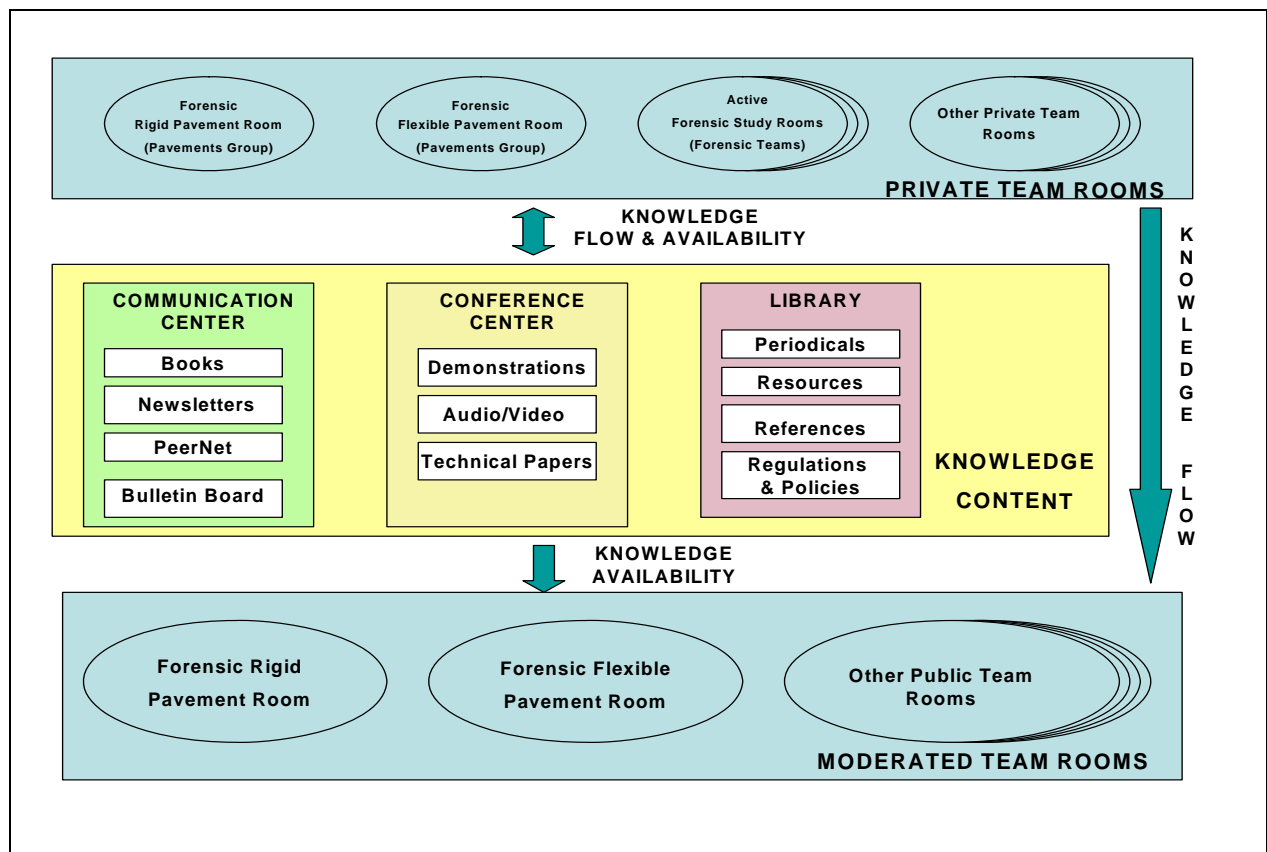 Forensic
Rigid Pavement Room
(Pavements Group)
Forensic
Flexible Pavement Room
(Pavements Group)
Active
Forensic Study Rooms
(Forensic Teams)
Other Private Team
Rooms
PRIVATE TEAM ROOMS
KNOWLEDGE
FLOW & AVAILABILITY
KNOWLEDGE FLOW
COMMUNICATION
CENTER
Books
Newsletters
PeerNet
Bulletin Board
CONFERENCE
CENTER
Demonstrations
Audio/Video
Technical Papers
LIBRARY
Periodicals
Resources
References
Regulations
& Policies
KNOWLEDGE
CONTENT
KNOWLEDGE
AVAILABILITY
Forensic Rigid
Pavement Room
Forensic Flexible
Pavement Room
Other Public Team
Rooms
MODERATED TEAM ROOMS